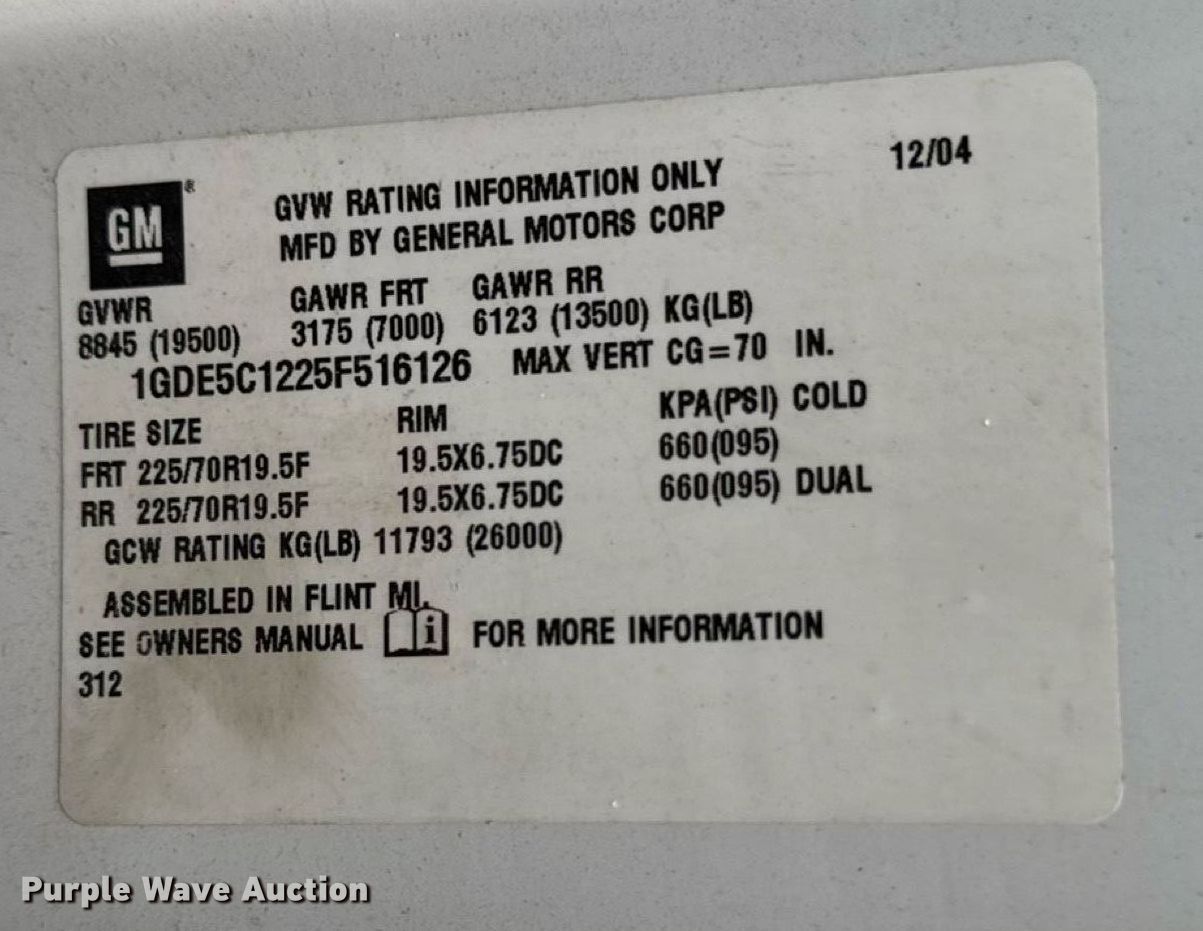 12/04
GM®
GVW RATING INFORMATION ONLY
MFD BY GENERAL MOTORS CORP
GVWR GAWR FRT GAWR RR
8845 (19500) 3175 (7000) 6123 (13500) KG(LB)
1GDE5C1225F516126 MAX VERT CG=70 IN.
TIRE SIZE RIM KPA(PSI) COLD
FRT 225/70R19.5F 19.5X6.75DC 660(095)
RR 225/70R19.5F 19.5X6.75DC 660(095) DUAL
GCW RATING KG(LB) 11793 (26000)
ASSEMBLED IN FLINT MI.
SEE OWNERS MANUAL i FOR MORE INFORMATION
312
Purple Wave Auction